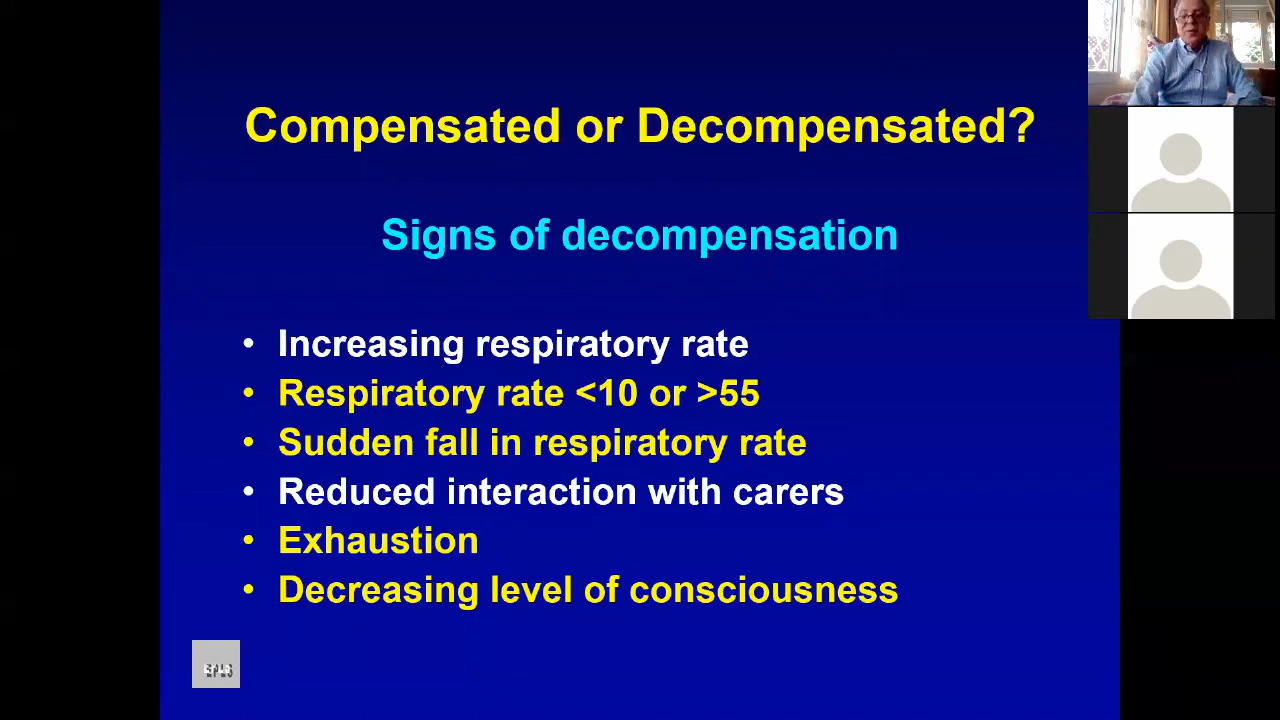 Compensated or Decompensated?
Signs of decompensation
• Increasing respiratory rate
• Respiratory rate <10 or >55
• Sudden fall in respiratory rate
• Reduced interaction with carers
• Exhaustion
• Decreasing level of consciousness